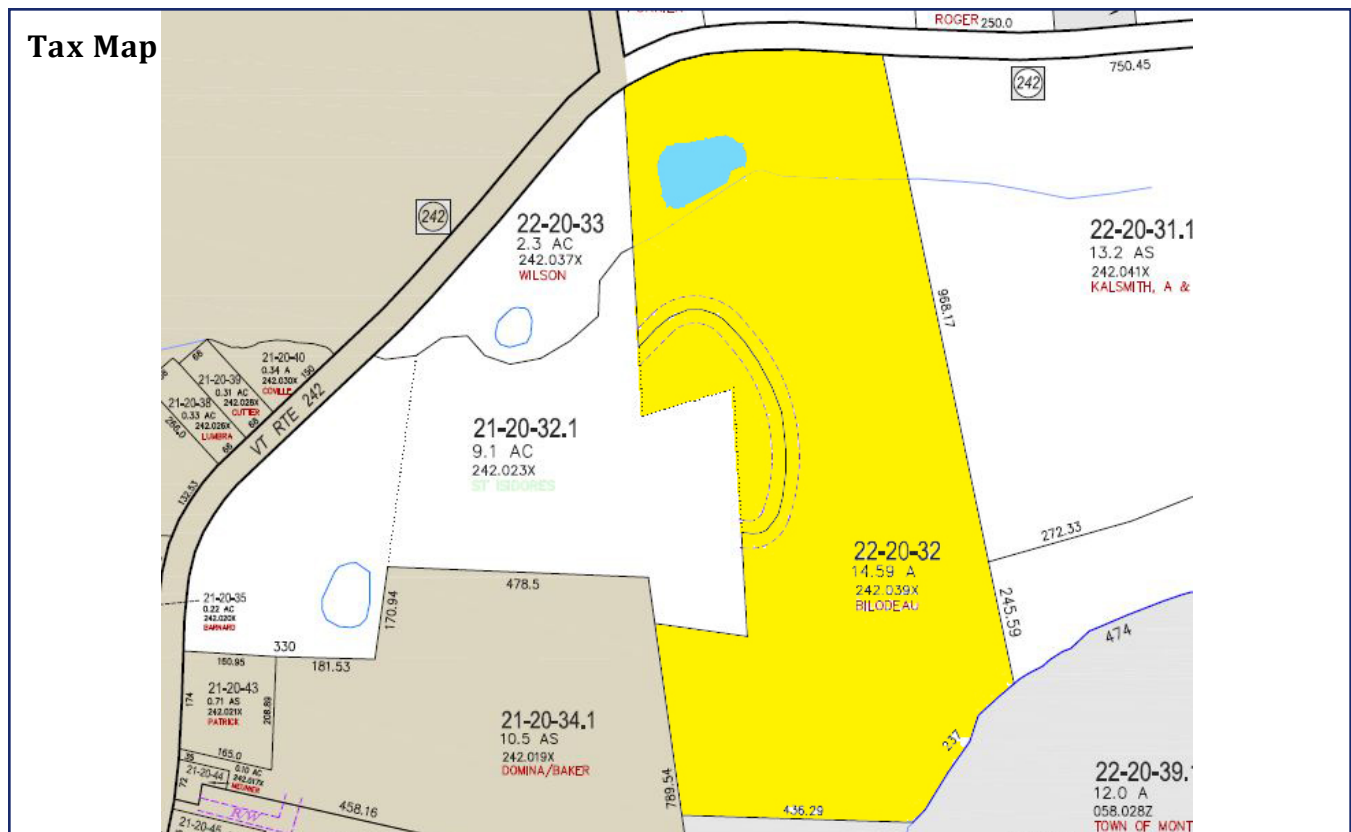 Tax Map
ROGER 250.0
750.45
242
242
22-20-33
2.3 AC
242.037X
WILSON
22-20-31.1
13.2 AS
242.041X
KALSMITH, A &
968.17
21-20-40
0.34 A
242.030X
COVILLE
150
68
21-20-39
0.31 AC
242.028X
CUTTER
68
21-20-38
0.33 AC
242.026X
LUMBRA
66
266.0
VT RTE 242
132.53
21-20-32.1
9.1 AC
242.023X
ST ISIDORES
272.33
22-20-32
14.59 A
242.039X
BILODEAU
245.59
474
478.5
170.94
21-20-35
0.22 AC
242.020X
BARNARD
330
160.95
181.53
21-20-43
0.71 AS
242.021X
PATRICK
174
208.89
21-20-34.1
10.5 AS
242.019X
DOMINA/BAKER
789.54
237
165.0
35
0.10 AC
242.017X
MEUNIER
21-20-44
72
R/W
458.16
436.29
22-20-39.
12.0 A
058.028Z
TOWN OF MONT